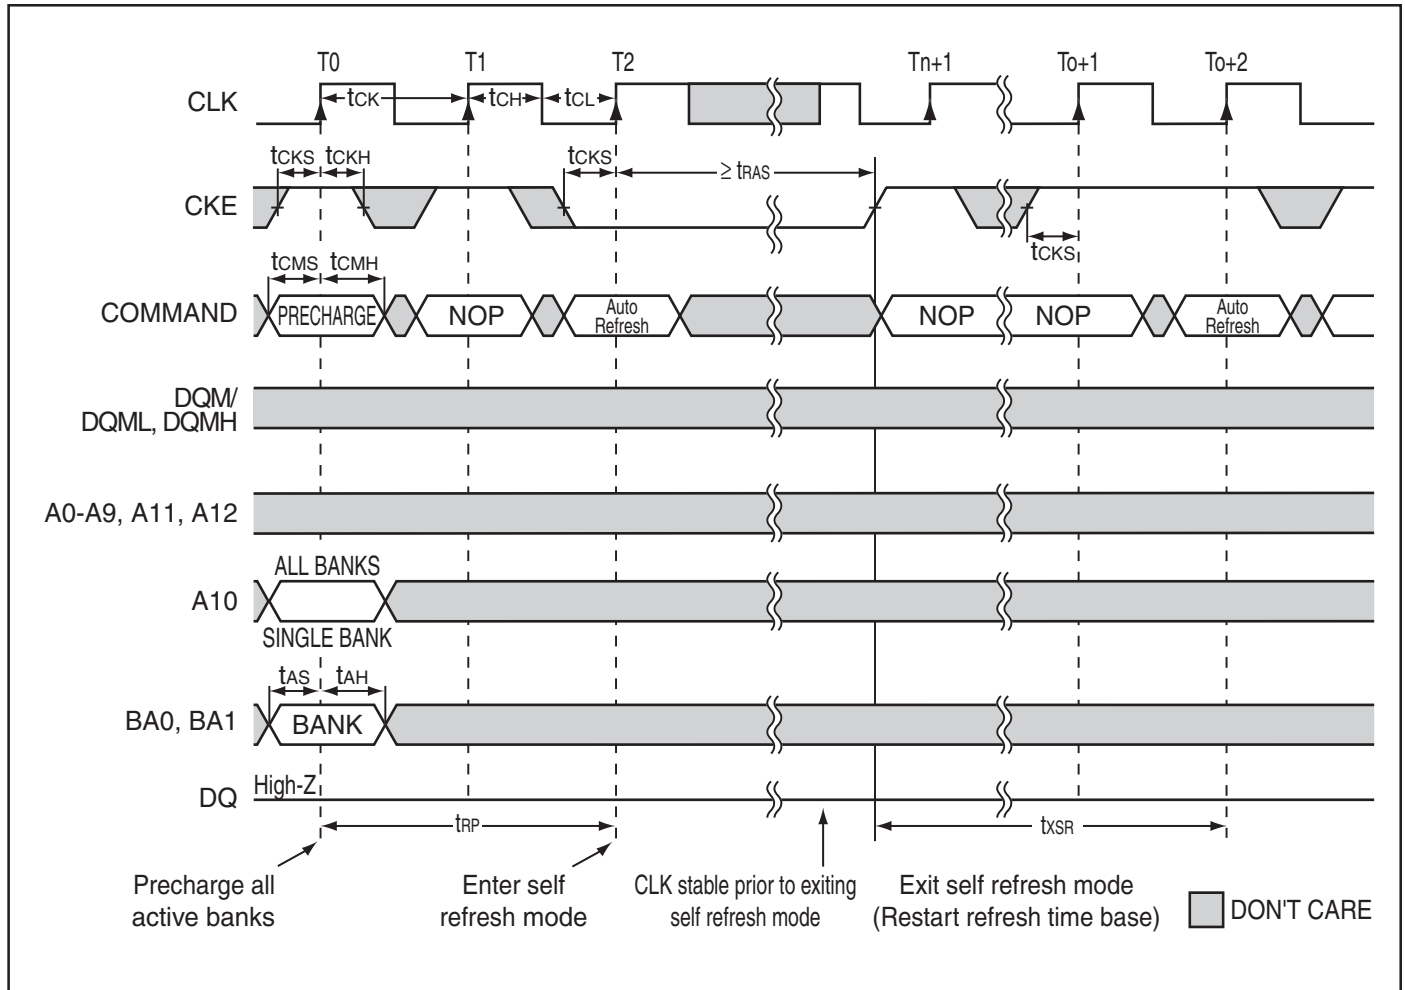 T0 T1 T2 Tn+1 To+1 To+2
CLK tCK tCH tCL
tCKS tCKH tCKS ≥ tRAS
CKE
tCKS
tCMS tCMH
COMMAND PRECHARGE NOP Auto Refresh NOP NOP Auto Refresh
DQM/
DQML, DQMH
A0-A9, A11, A12
ALL BANKS
A10
SINGLE BANK
tAS tAH
BA0, BA1 BANK
DQ High-Z
tRP tXSR
Precharge all
active banks
Enter self
refresh mode
CLK stable prior to exiting
self refresh mode
Exit self refresh mode
(Restart refresh time base)
DON'T CARE